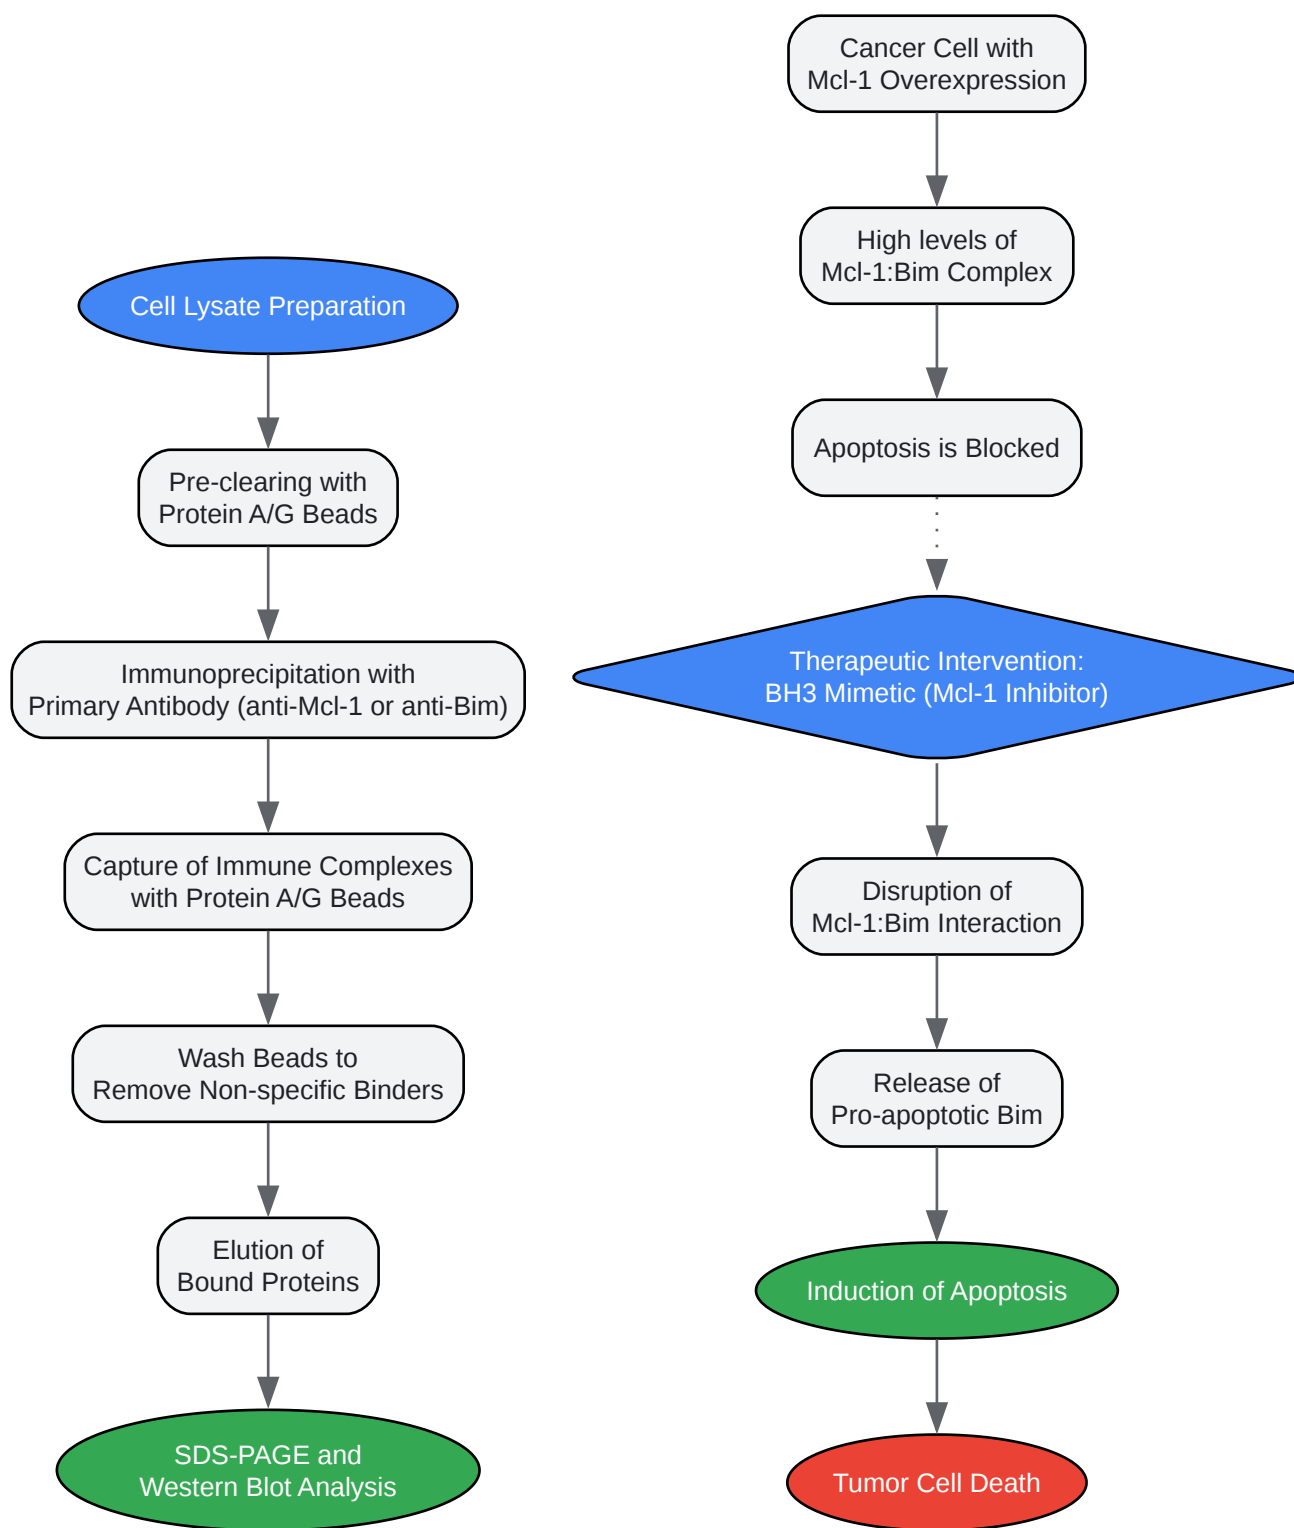 Cell Lysate Preparation
Pre-clearing with
Protein A/G Beads
Immunoprecipitation with
Primary Antibody (anti-Mcl-1 or anti-Bim)
Capture of Immune Complexes
with Protein A/G Beads
Wash Beads to
Remove Non-specific Binders
Elution of
Bound Proteins
SDS-PAGE and
Western Blot Analysis
Cancer Cell with
Mcl-1 Overexpression
High levels of
Mcl-1:Bim Complex
Apoptosis is Blocked
Therapeutic Intervention:
BH3 Mimetic (Mcl-1 Inhibitor)
Disruption of
Mcl-1:Bim Interaction
Release of
Pro-apoptotic Bim
Induction of Apoptosis
Tumor Cell Death